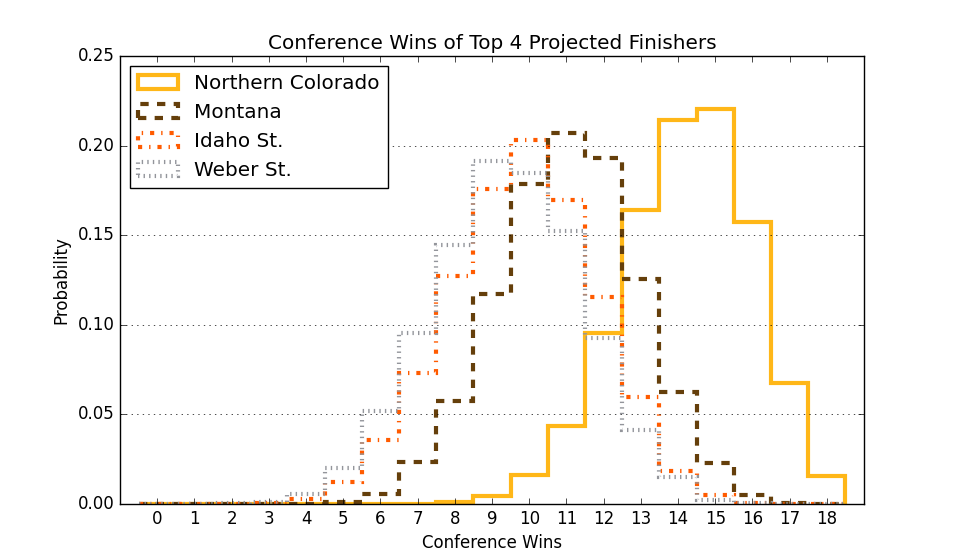 Conference Wins of Top 4 Projected Finishers
0.25
0.20
0.15
0.10
0.05
0.00
Probability
Northern Colorado
Montana
Idaho St.
Weber St.
0 1 2 3 4 5 6 7 8 9 10 11 12 13 14 15 16 17 18
Conference Wins